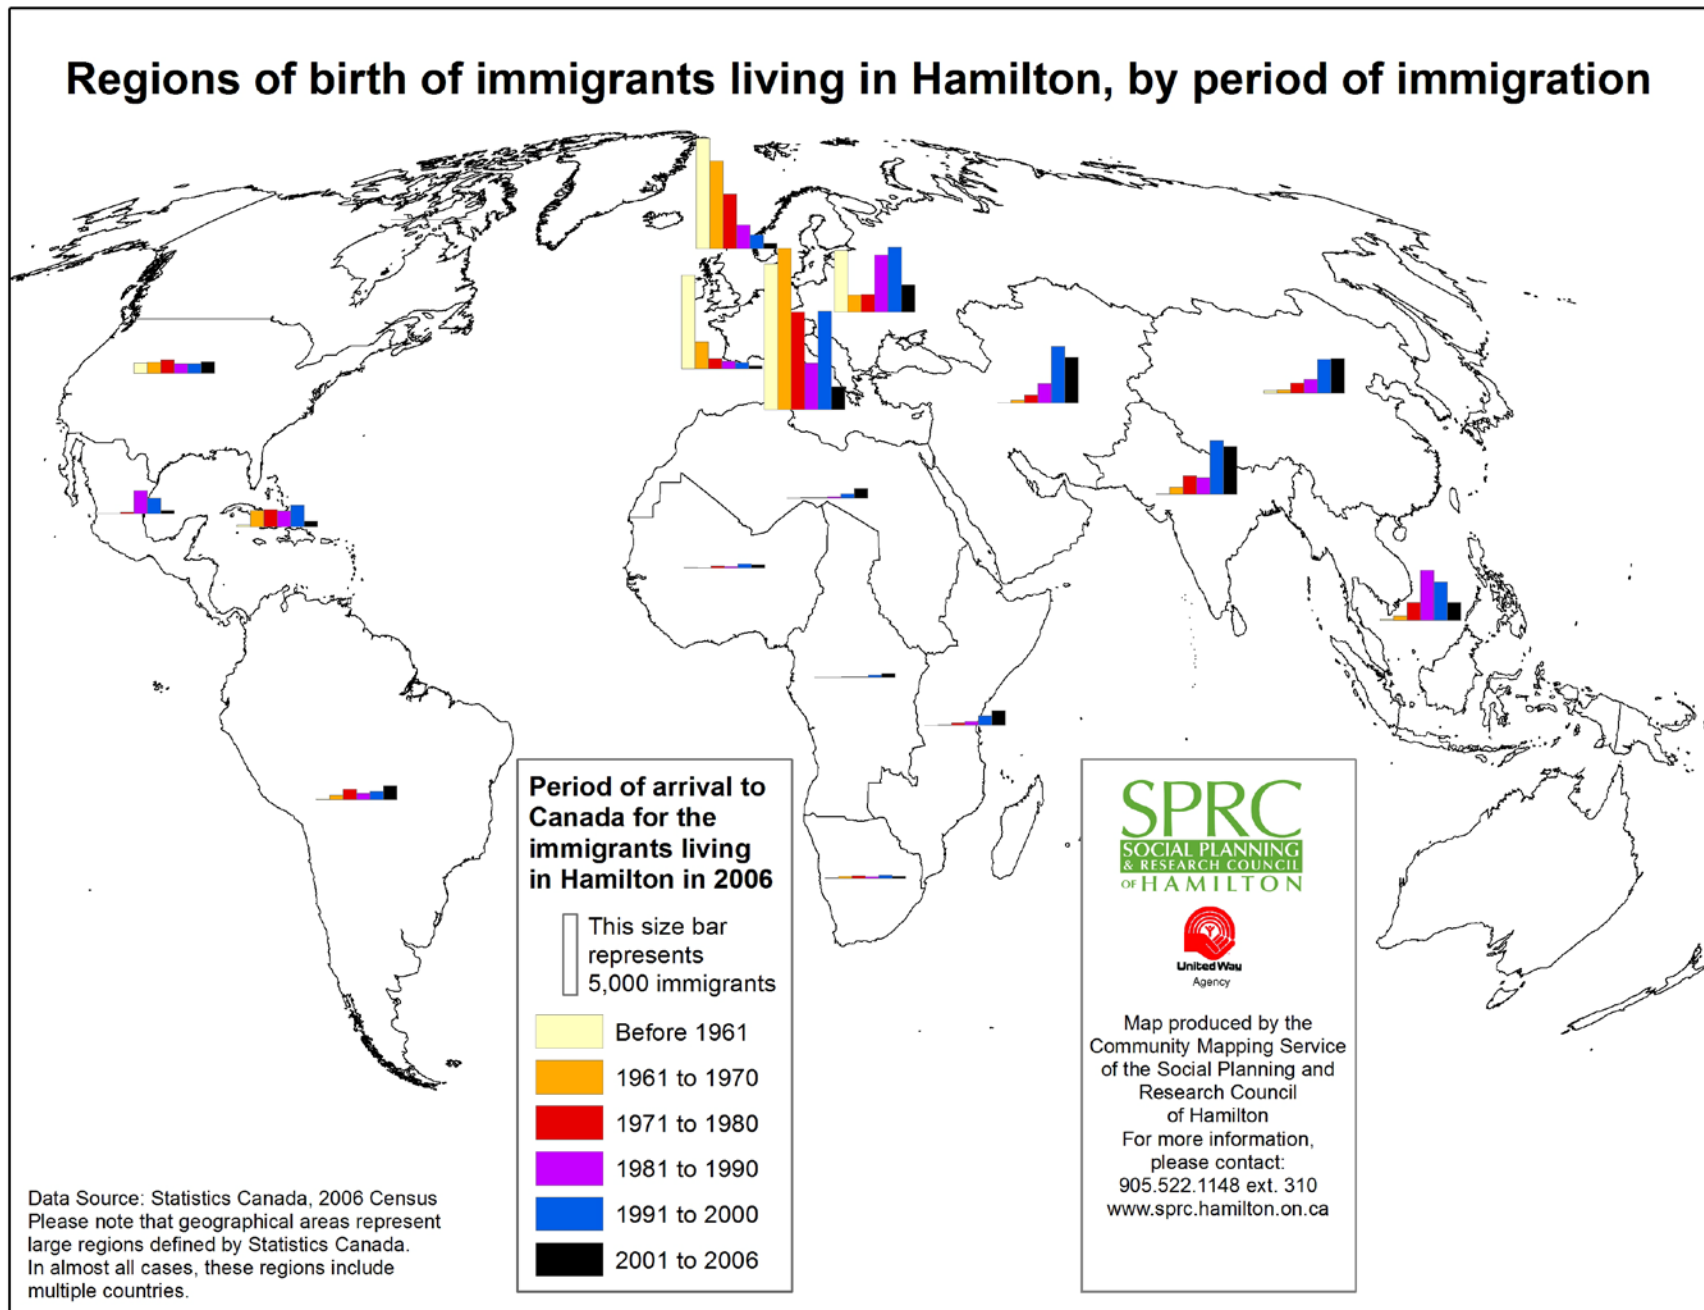 Regions of birth of immigrants living in Hamilton, by period of immigration
Period of arrival to
Canada for the
immigrants living
in Hamilton in 2006
This size bar
represents
5,000 immigrants
Before 1961
1961 to 1970
1971 to 1980
1981 to 1990
1991 to 2000
2001 to 2006
SPRC
SOCIAL PLANNING
& RESEARCH COUNCIL
OF HAMILTON
United Way
Agency
Map produced by the
Community Mapping Service
of the Social Planning and
Research Council
of Hamilton
For more information,
please contact:
905.522.1148 ext. 310
www.sprc.hamilton.on.ca
Data Source: Statistics Canada, 2006 Census
Please note that geographical areas represent
large regions defined by Statistics Canada.
In almost all cases, these regions include
multiple countries.